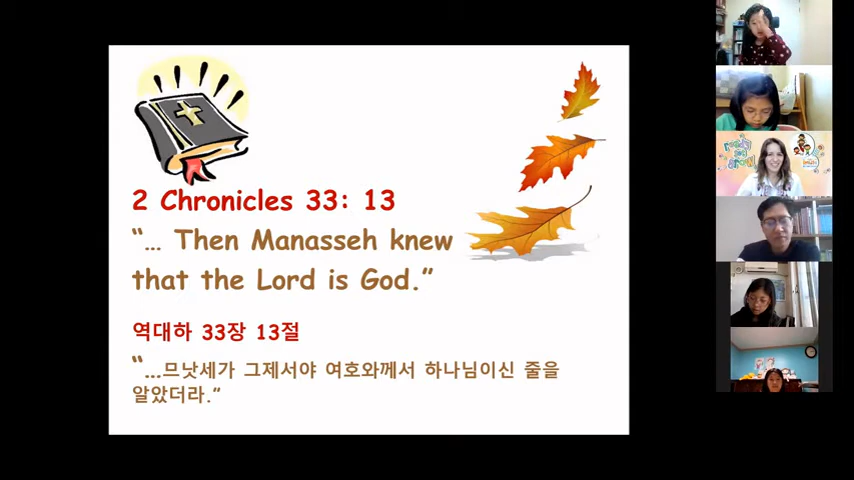 2 Chronicles 33: 13
“… Then Manasseh knew
that the Lord is God.”
역대하 33장 13절
“...므낫세가 그제서야 여호와께서 하나님이신 줄을
알았더라.”
ready